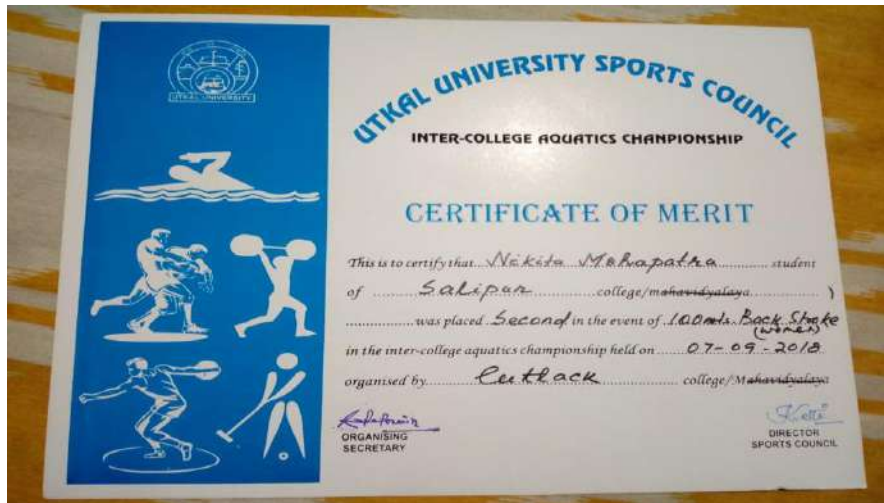 UTKAL UNIVERSITY
UTKAL UNIVERSITY SPORTS COUNCIL
INTER-COLLEGE AQUATICS CHANPIONSHIP
CERTIFICATE OF MERIT
This is to certify that Nikita Mahapatra student
of Salipur college/mahavidyalaya )
was placed Second in the event of 100mts. Back Stroke
(women)
in the inter-college aquatics championship held on 07-09-2018
organised by Cuttack college/Mahavidyalaya
ORGANISING
SECRETARY
DIRECTOR
SPORTS COUNCIL